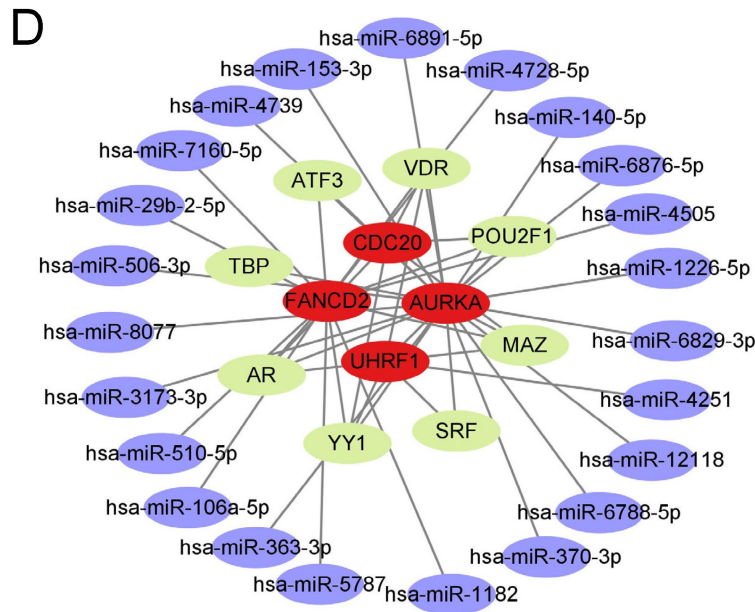 D
hsa-miR-6891-5p
hsa-miR-153-3p
hsa-miR-4728-5p
hsa-miR-4739
hsa-miR-140-5p
hsa-miR-7160-5p
VDR
hsa-miR-6876-5p
ATF3
hsa-miR-29b-2-5p
hsa-miR-4505
CDC20
POU2F1
hsa-miR-506-3p
TBP
hsa-miR-1226-5p
FANCD2
AURKA
hsa-miR-8077
hsa-miR-6829-3p
MAZ
UHRF1
AR
hsa-miR-3173-3p
hsa-miR-4251
SRF
YY1
hsa-miR-510-5p
hsa-miR-12118
hsa-miR-106a-5p
hsa-miR-6788-5p
hsa-miR-363-3p
hsa-miR-370-3p
hsa-miR-5787
hsa-miR-1182